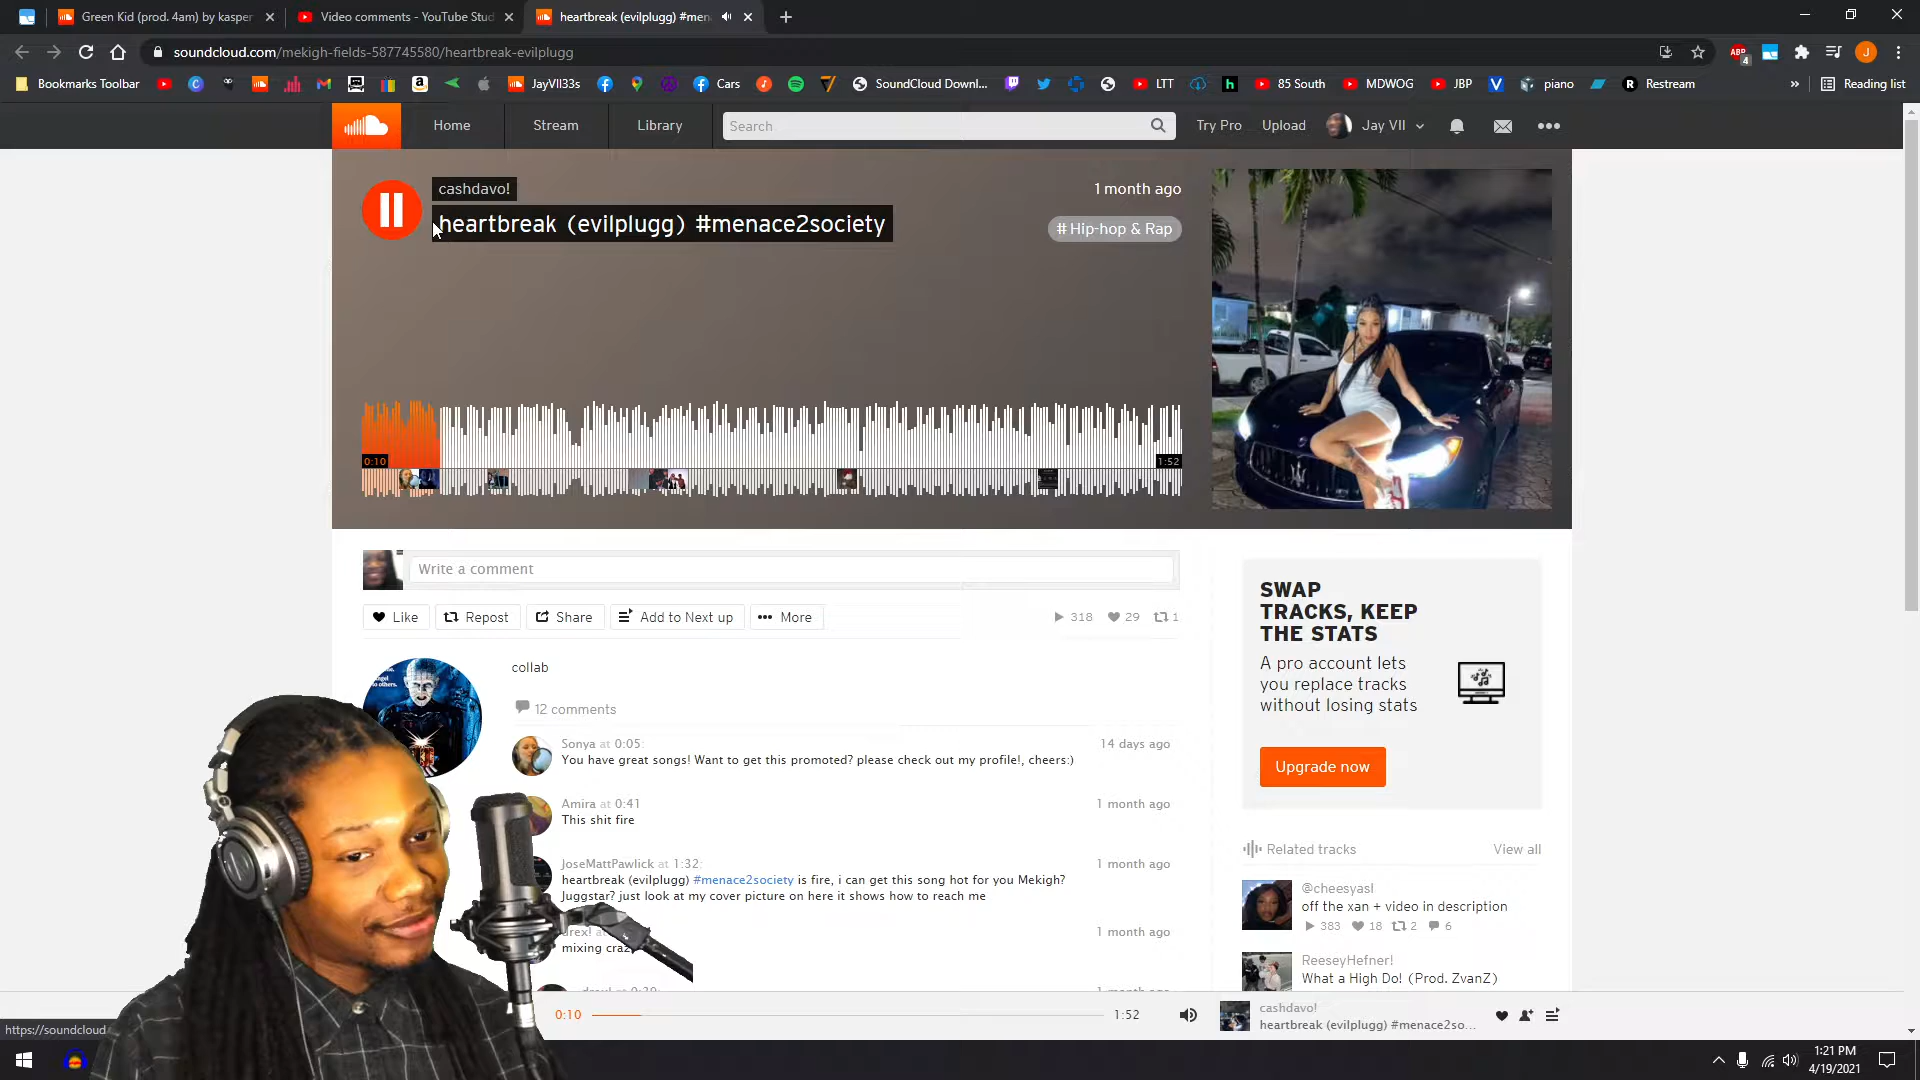 Green Kid (prod. 4am) by kasper
Video comments - YouTube Stud
heartbreak (evilplugg) #men
soundcloud.com/mekigh-fields-587745580/heartbreak-evilplugg
ABP
4
J
Bookmarks Toolbar
JayVII33s
Cars
SoundCloud Downl...
LTT
85 South
MDWOG
JBP
piano
Restream
»
Reading list
Home
Stream
Library
Search
Try Pro
Upload
Jay VII
cashdavo!
1 month ago
heartbreak (evilplugg) #menace2society
# Hip-hop & Rap
0:10
1:52
Write a comment
Like
Repost
Share
Add to Next up
More
318
29
1
SWAP
TRACKS, KEEP
THE STATS
A pro account lets
you replace tracks
without losing stats
Upgrade now
collab
12 comments
Sonya at 0:05:
14 days ago
You have great songs! Want to get this promoted? please check out my profile!, cheers:)
Amira at 0:41
1 month ago
This shit fire
JoseMattPawlick at 1:32:
1 month ago
heartbreak (evilplugg) #menace2society is fire, i can get this song hot for you Mekigh?
Juggstar? just look at my cover picture on here it shows how to reach me
1 month ago
mixing
Related tracks
View all
@cheesyasl
off the xan + video in description
383
18
2
6
ReeseyHefner!
What a High Do! (Prod. ZvanZ)
0:10
1:52
cashdavo!
heartbreak (evilplugg) #menace2so...
https://soundcloud
1:21 PM
4/19/2021